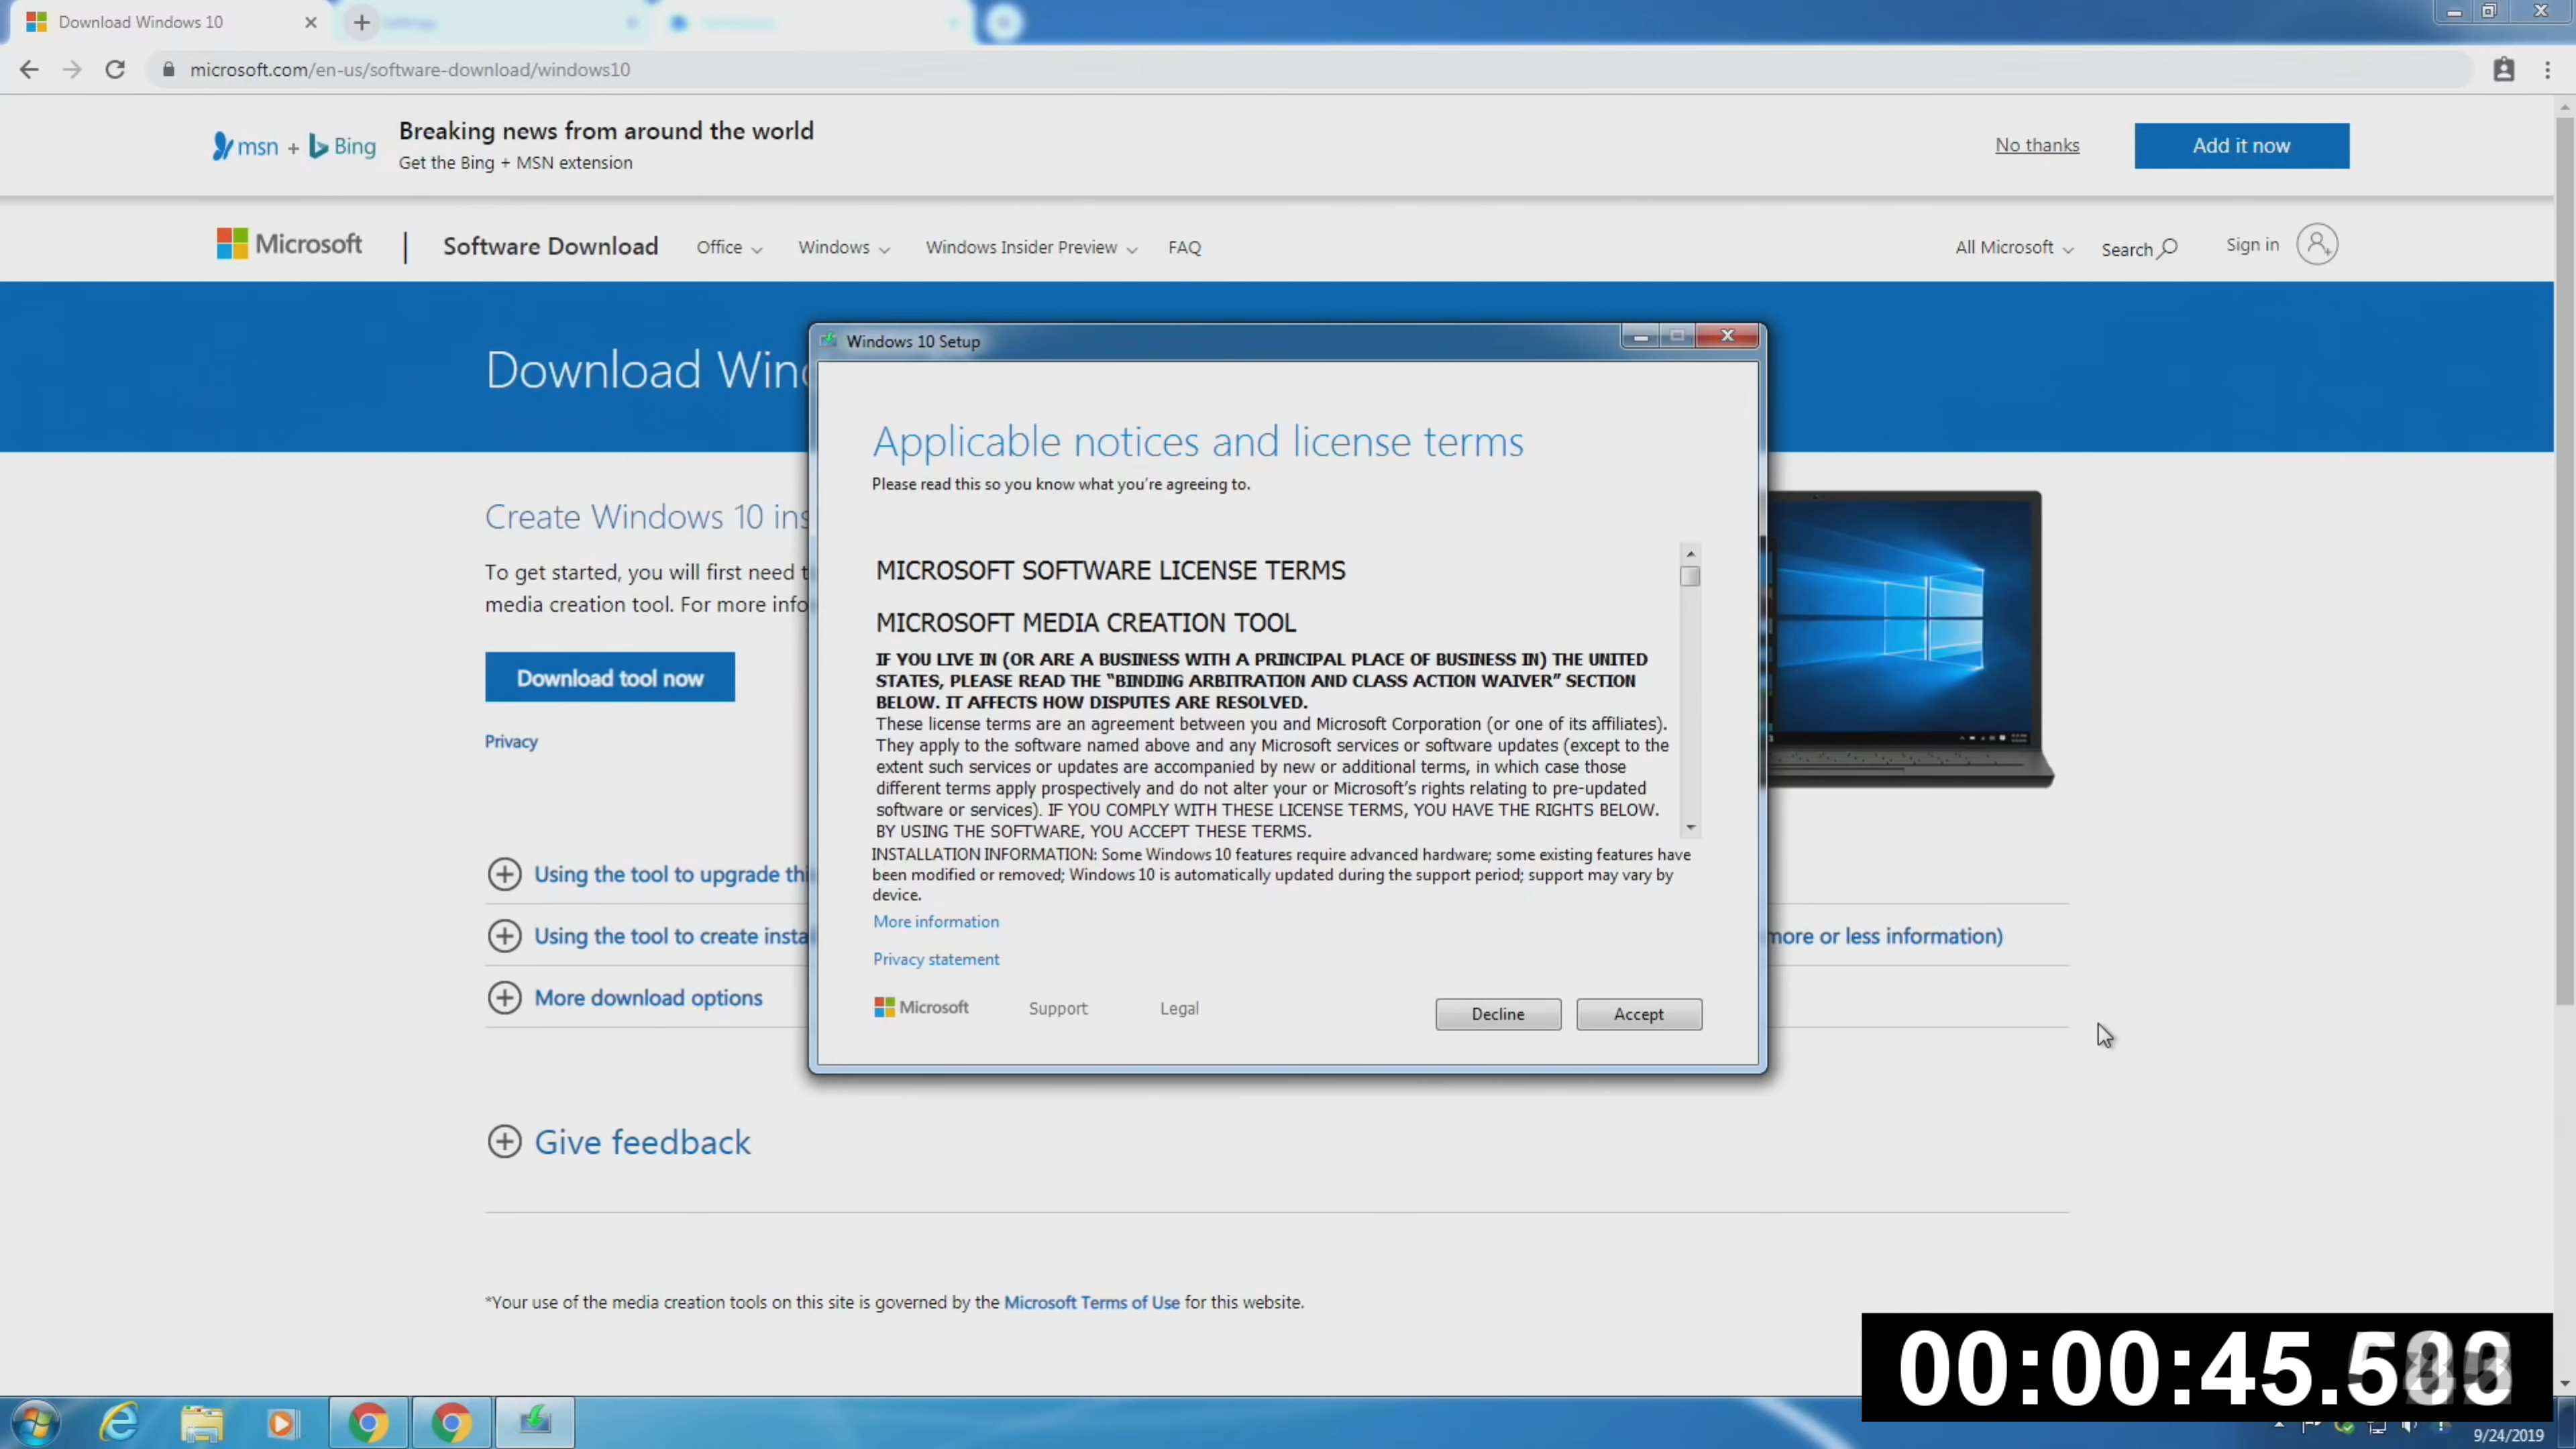 Download Windows 10
microsoft.com/en-us/software-download/windows10
msn + Bing
Breaking news from around the world
Get the Bing + MSN extension
No thanks
Add it now
Microsoft
Software Download
Office
Windows
Windows Insider Preview
FAQ
All Microsoft
Search
Sign in
Download
Windows 10 Setup
Applicable notices and license terms
Please read this so you know what you're agreeing to.
Create Windows 10
To get started, you will first need
media creation tool. For more
Download tool now
Privacy
MICROSOFT SOFTWARE LICENSE TERMS
MICROSOFT MEDIA CREATION TOOL
IF YOU LIVE IN (OR ARE A BUSINESS WITH A PRINCIPAL PLACE OF BUSINESS IN) THE UNITED
STATES, PLEASE READ THE “BINDING ARBITRATION AND CLASS ACTION WAIVER” SECTION
BELOW. IT AFFECTS HOW DISPUTES ARE RESOLVED.
These license terms are an agreement between you and Microsoft Corporation (or one of its affiliates).
They apply to the software named above and any Microsoft services or software updates (except to the
extent such services or updates are accompanied by new or additional terms, in which case those
different terms apply prospectively and do not alter your or Microsoft’s rights relating to pre-updated
software or services). IF YOU COMPLY WITH THESE LICENSE TERMS, YOU HAVE THE RIGHTS BELOW.
BY USING THE SOFTWARE, YOU ACCEPT THESE TERMS.
INSTALLATION INFORMATION: Some Windows 10 features require advanced hardware; some existing features have
been modified or removed; Windows 10 is automatically updated during the support period; support may vary by
device.
More information
Privacy statement
Microsoft
Support
Legal
Decline
Accept
Using the tool to upgrade
Using the tool to create
more or less information)
More download options
Give feedback
*Your use of the media creation tools on this site is governed by the Microsoft Terms of Use for this website.
00:00:45.5
9/24/2019